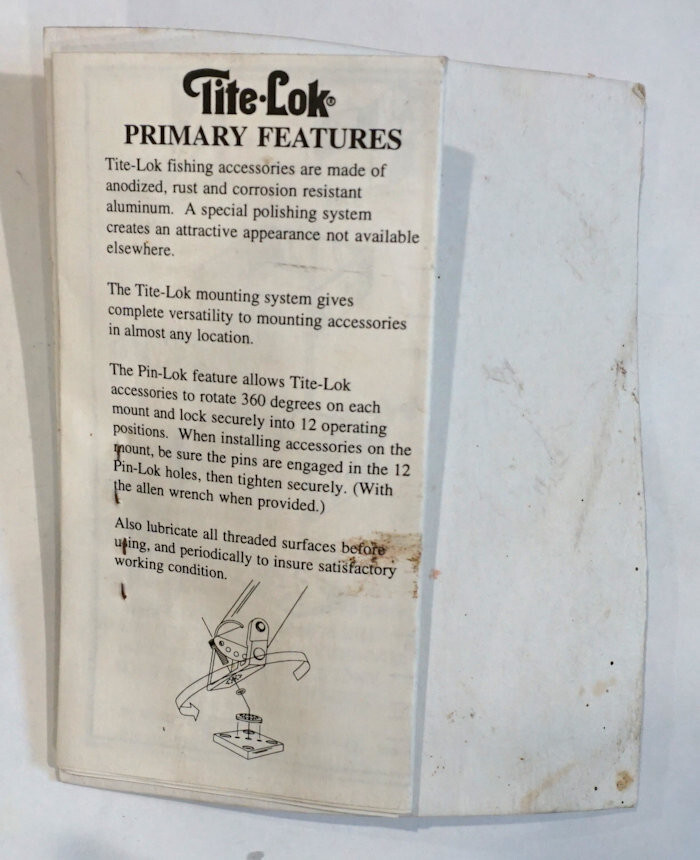 Tite·Lok®
PRIMARY FEATURES
Tite-Lok fishing accessories are made of
anodized, rust and corrosion resistant
aluminum. A special polishing system
creates an attractive appearance not available
elsewhere.
The Tite-Lok mounting system gives
complete versatility to mounting accessories
in almost any location.
The Pin-Lok feature allows Tite-Lok
accessories to rotate 360 degrees on each
mount and lock securely into 12 operating
positions. When installing accessories on the
mount, be sure the pins are engaged in the 12
Pin-Lok holes, then tighten securely. (With
the allen wrench when provided.)
Also lubricate all threaded surfaces before
using, and periodically to insure satisfactory
working condition.